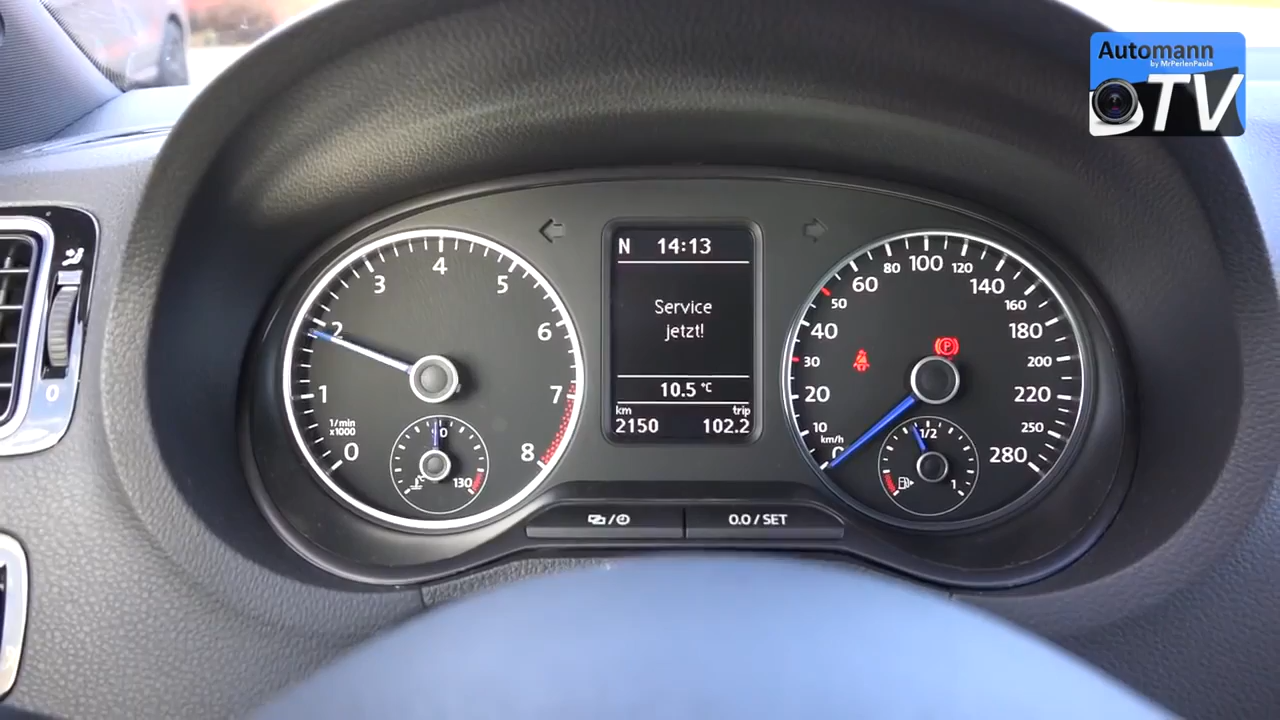 Automann
by MrPerlenPaula
TV
N 14:13
Service
jetzt!
10.5 °C
km trip
2150 102.2
0 1 2 3 4 5 6 7 8
1/min
x1000
130
0 10 20 30 40 50 60 80 100 120 140 160 180 200 220 250 280
km/h
P
1/2
1
0
0.0 / SET